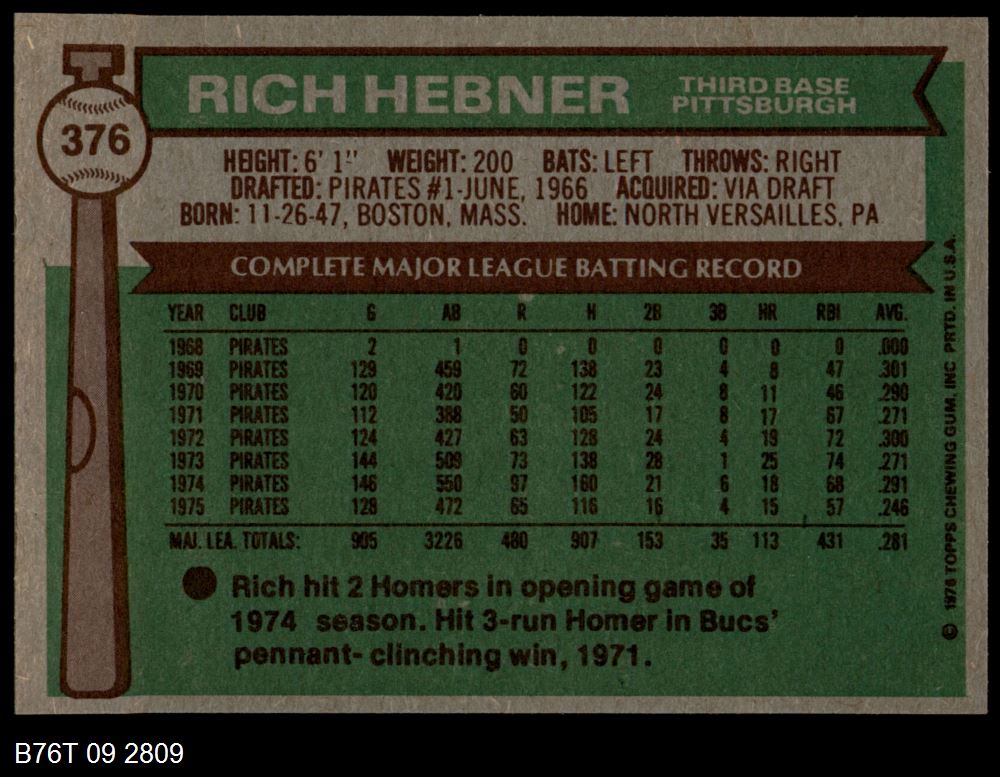 T
RICH HEBNER THIRD BASE
PITTSBURGH
376
HEIGHT: 6' 1" WEIGHT: 200 BATS: LEFT THROWS: RIGHT
DRAFTED: PIRATES #1-JUNE, 1966 ACQUIRED: VIA DRAFT
BORN: 11-26-47, BOSTON, MASS. HOME: NORTH VERSAILLES, PA
COMPLETE MAJOR LEAGUE BATTING RECORD
YEAR CLUB G AB R H 2B 3B HR RBI AVG.
1968 PIRATES 2 1 0 0 0 0 0 0 .000
1969 PIRATES 129 459 72 138 23 4 8 47 .301
1970 PIRATES 120 420 60 122 24 8 11 46 .290
1971 PIRATES 112 388 50 105 17 8 17 67 .271
1972 PIRATES 124 427 63 128 24 4 19 72 .300
1973 PIRATES 144 509 73 138 28 1 25 74 .271
1974 PIRATES 146 550 97 160 21 6 18 68 .291
1975 PIRATES 128 472 65 116 16 4 15 57 .246
MAJ. LEA. TOTALS: 905 3226 480 907 153 35 113 431 .281
Rich hit 2 Homers in opening game of
1974 season. Hit 3-run Homer in Bucs'
pennant- clinching win, 1971.
© 1976 TOPPS CHEWING GUM, INC PRTD. IN U.S.A.
B76T 09 2809